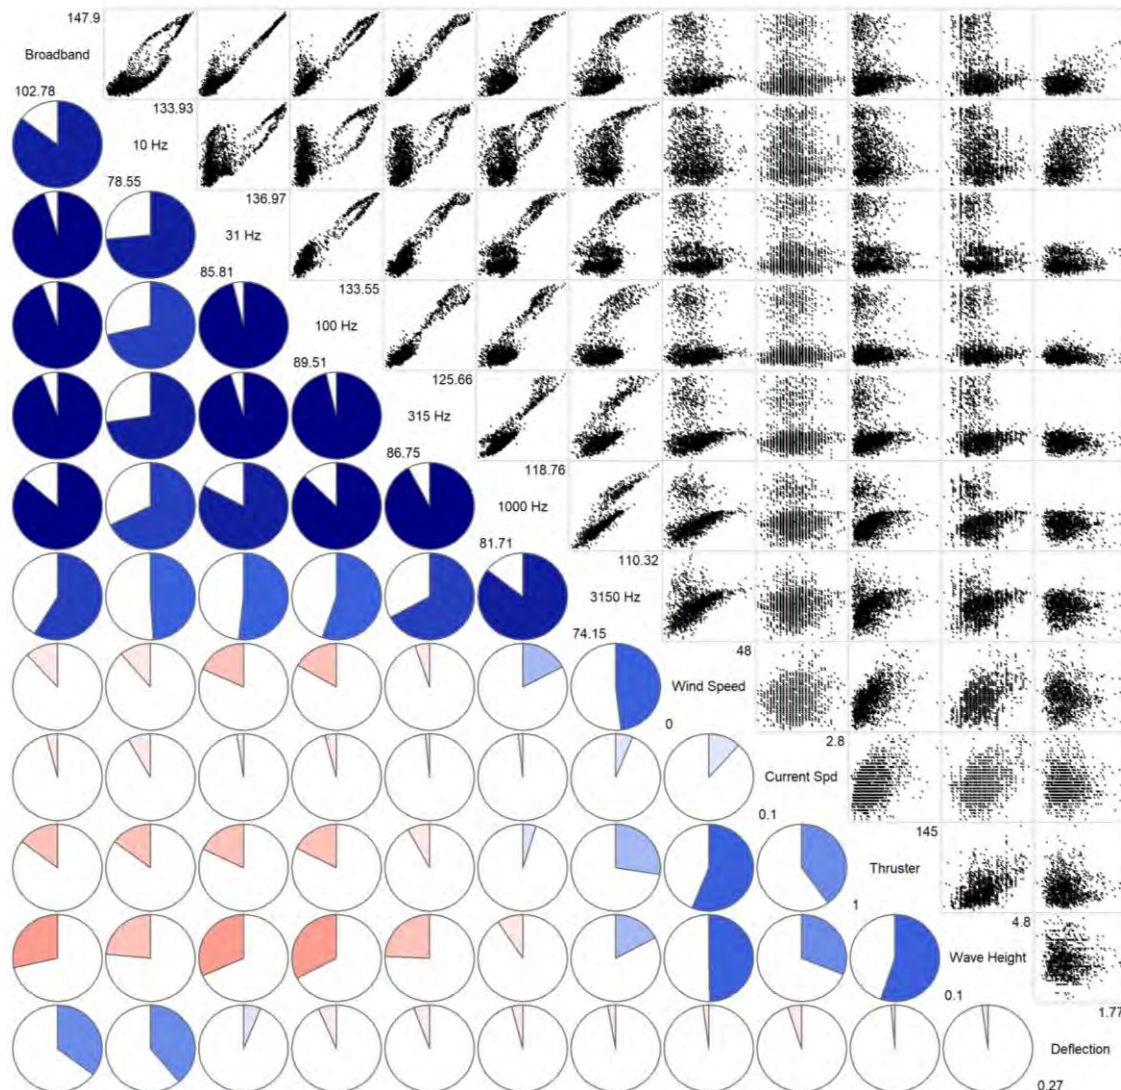 147.9
Broadband
102.78
133.93
10 Hz
78.55
136.97
31 Hz
85.81
133.55
100 Hz
89.51
125.66
315 Hz
86.75
118.76
1000 Hz
81.71
110.32
3150 Hz
74.15
48
Wind Speed
0
2.8
Current Spd
0.1
145
Thruster
1
4.8
Wave Height
0.1
1.77
Deflection
0.27